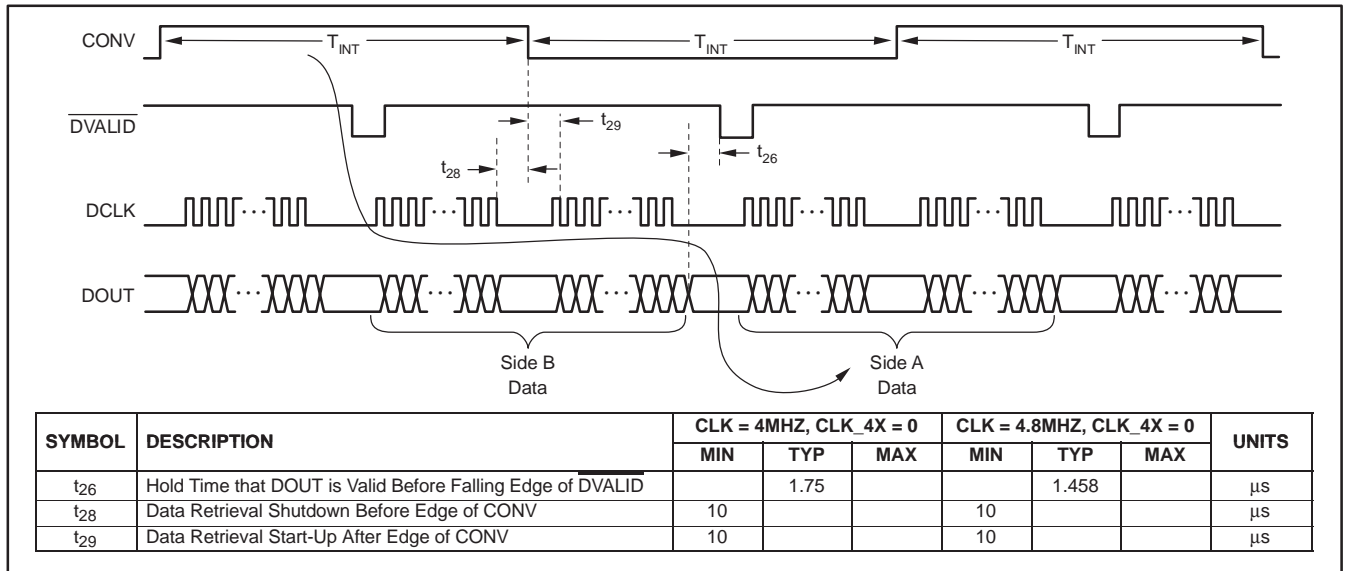 CONV T_INT T_INT T_INT
DVALID
t29
t26
t28
DCLK ··· ··· ··· ··· ··· ···
DOUT ··· ··· ··· ··· ··· ···
Side B Data
Side A Data
SYMBOL DESCRIPTION CLK = 4MHZ, CLK_4X = 0 CLK = 4.8MHZ, CLK_4X = 0 UNITS
MIN TYP MAX MIN TYP MAX
t26 Hold Time that DOUT is Valid Before Falling Edge of DVALID 1.75 1.458 μs
t28 Data Retrieval Shutdown Before Edge of CONV 10 10 μs
t29 Data Retrieval Start-Up After Edge of CONV 10 10 μs